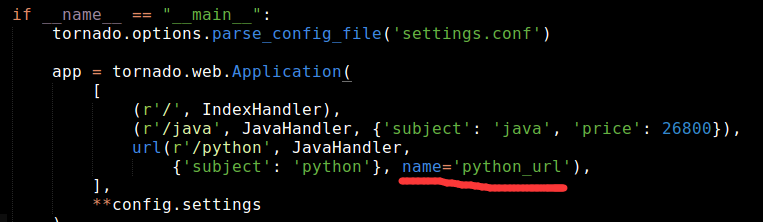 if __name__ == "__main__":
    tornado.options.parse_config_file('settings.conf')
    app = tornado.web.Application(
        [
            (r'/', IndexHandler),
            (r'/java', JavaHandler, {'subject': 'java', 'price': 26800}),
            url(r'/python', JavaHandler,
                {'subject': 'python'}, name='python_url'),
        ],
        **config.settings
    )